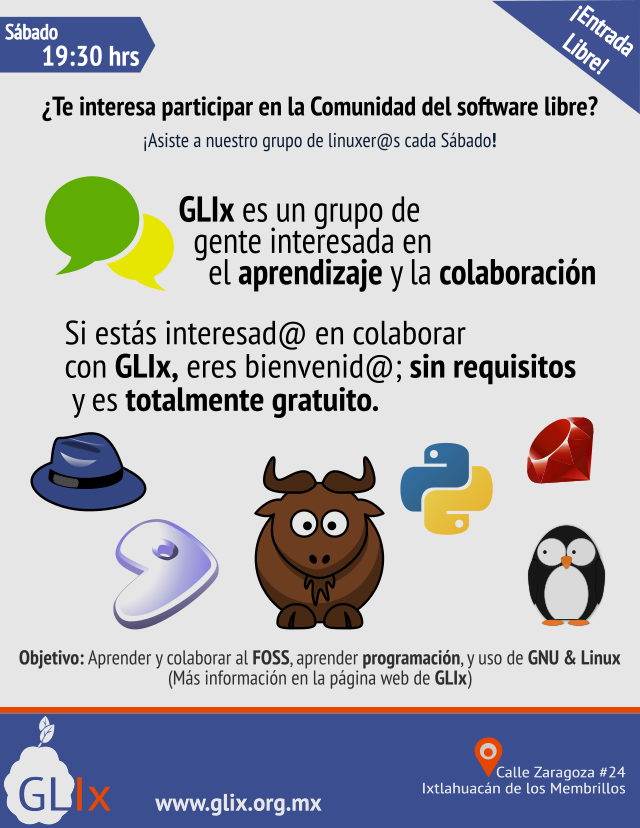 Sábado
19:30 hrs
¡Entrada
Libre!
¿Te interesa participar en la Comunidad del software libre?
¡Asiste a nuestro grupo de linuxer@s cada Sábado!
GLIx es un grupo de
gente interesada en
el aprendizaje y la colaboración
Si estás interesad@ en colaborar
con GLIx, eres bienvenid@; sin requisitos
y es totalmente gratuito.
Objetivo: Aprender y colaborar al FOSS, aprender programación, y uso de GNU & Linux
(Más información en la página web de GLIx)
GLIx
www.glix.org.mx
Calle Zaragoza #24
Ixtlahuacán de los Membrillos